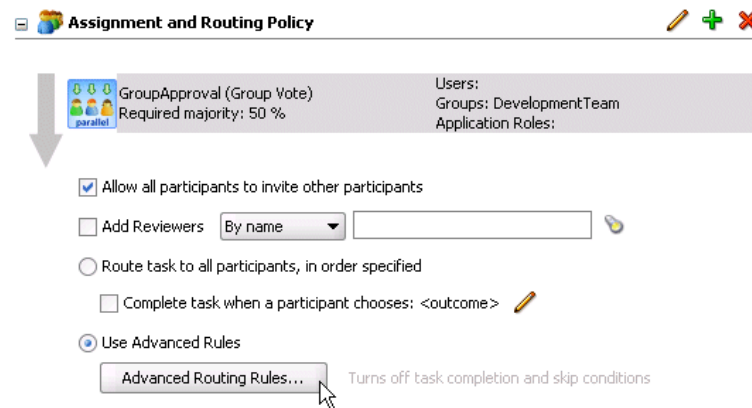 Assignment and Routing Policy
GroupApproval (Group Vote)
Required majority: 50 %
parallel
Users:
Groups: DevelopmentTeam
Application Roles:
Allow all participants to invite other participants
Add Reviewers By name
Route task to all participants, in order specified
Complete task when a participant chooses: <outcome>
Use Advanced Rules
Advanced Routing Rules... Turns off task completion and skip conditions